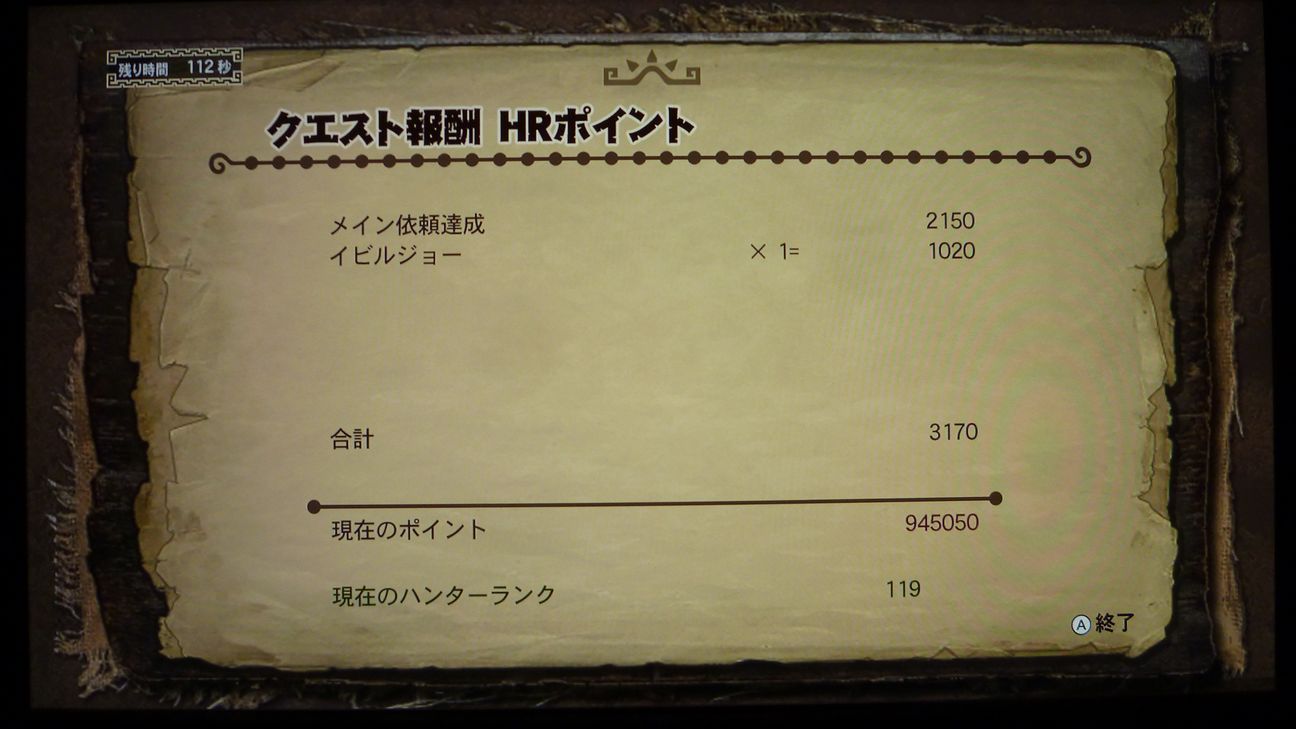 残り時間 112秒
クエスト報酬 HRポイント
メイン依頼達成 2150
イビルジョー × 1= 1020
合計 3170
現在のポイント 945050
現在のハンターランク 119
A 終了